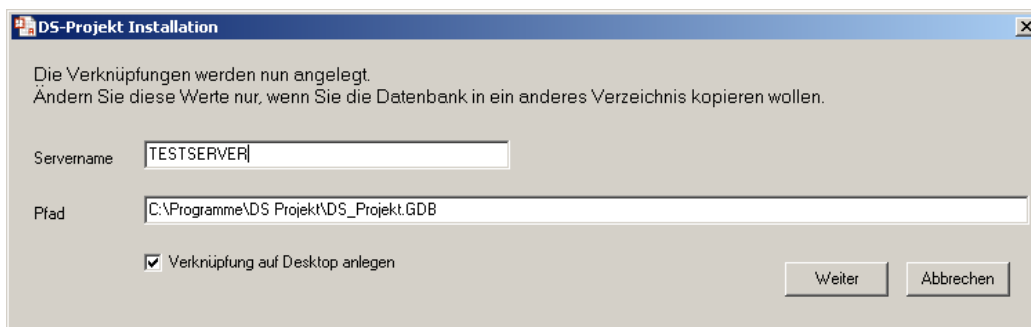 DS-Projekt Installation
Die Verknüpfungen werden nun angelegt.
Ändern Sie diese Werte nur, wenn Sie die Datenbank in ein anderes Verzeichnis kopieren wollen.
Servername TESTSERVER
Pfad C:\Programme\DS Projekt\DS_Projekt.GDB
Verknüpfung auf Desktop anlegen
Weiter Abbrechen